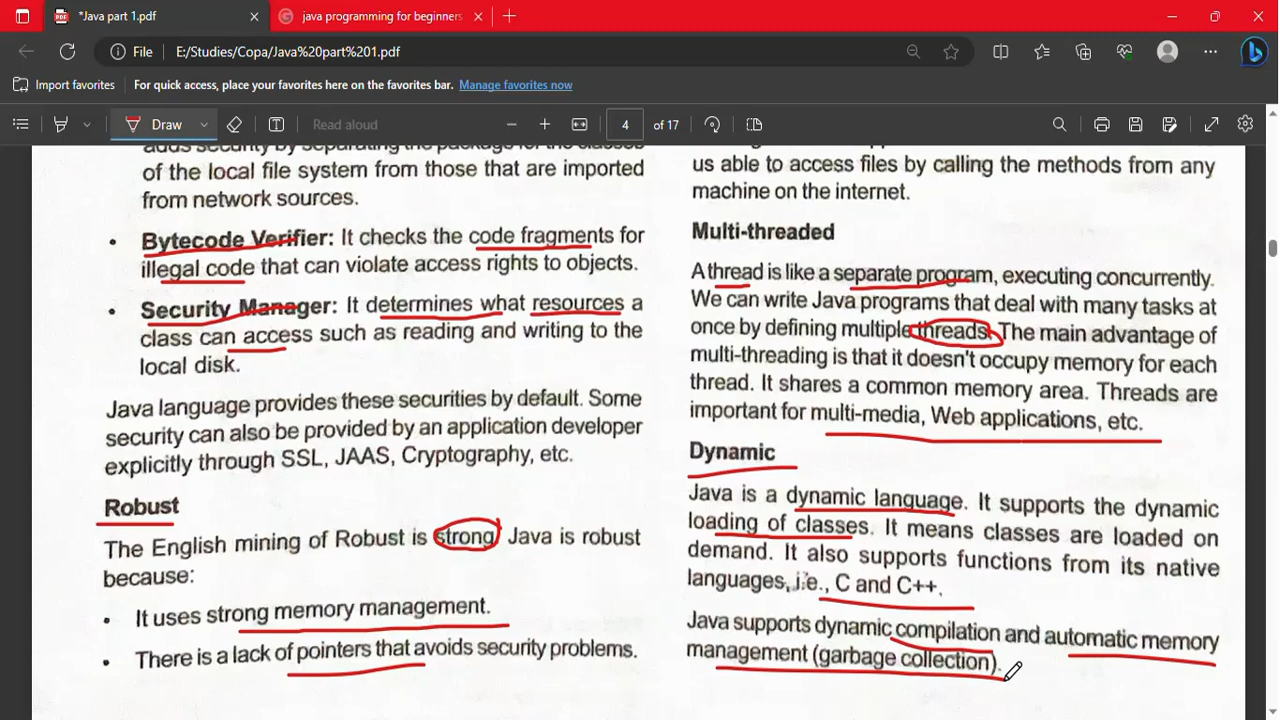 *Java part 1.pdf
java programming for beginners
File
E:/Studies/Copa/Java%20part%201.pdf
Import favorites
For quick access, place your favorites here on the favorites bar. Manage favorites now
Draw
Read aloud
4
of 17
adds security by separating the package for the classes
of the local file system from those that are imported
from network sources.
• Bytecode Verifier: It checks the code fragments for
illegal code that can violate access rights to objects.
• Security Manager: It determines what resources a
class can access such as reading and writing to the
local disk.
Java language provides these securities by default. Some
security can also be provided by an application developer
explicitly through SSL, JAAS, Cryptography, etc.
Robust
The English mining of Robust is strong. Java is robust
because:
• It uses strong memory management.
• There is a lack of pointers that avoids security problems.
us able to access files by calling the methods from any
machine on the internet.
Multi-threaded
A thread is like a separate program, executing concurrently.
We can write Java programs that deal with many tasks at
once by defining multiple threads. The main advantage of
multi-threading is that it doesn't occupy memory for each
thread. It shares a common memory area. Threads are
important for multi-media, Web applications, etc.
Dynamic
Java is a dynamic language. It supports the dynamic
loading of classes. It means classes are loaded on
demand. It also supports functions from its native
languages, i.e., C and C++.
Java supports dynamic compilation and automatic memory
management (garbage collection).